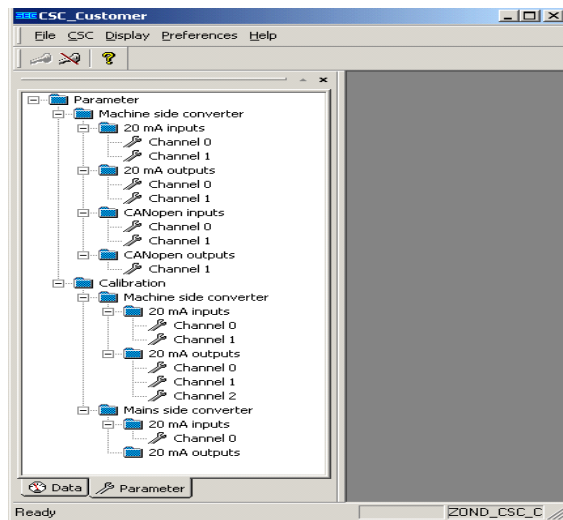 SEG CSC_Customer
File CSC Display Preferences Help
Parameter
Machine side converter
20 mA inputs
Channel 0
Channel 1
20 mA outputs
Channel 0
Channel 1
CANopen inputs
Channel 0
Channel 1
CANopen outputs
Channel 1
Calibration
Machine side converter
20 mA inputs
Channel 0
Channel 1
20 mA outputs
Channel 0
Channel 1
Channel 2
Mains side converter
20 mA inputs
Channel 0
20 mA outputs
Data Parameter
Ready ZOND_CSC_C